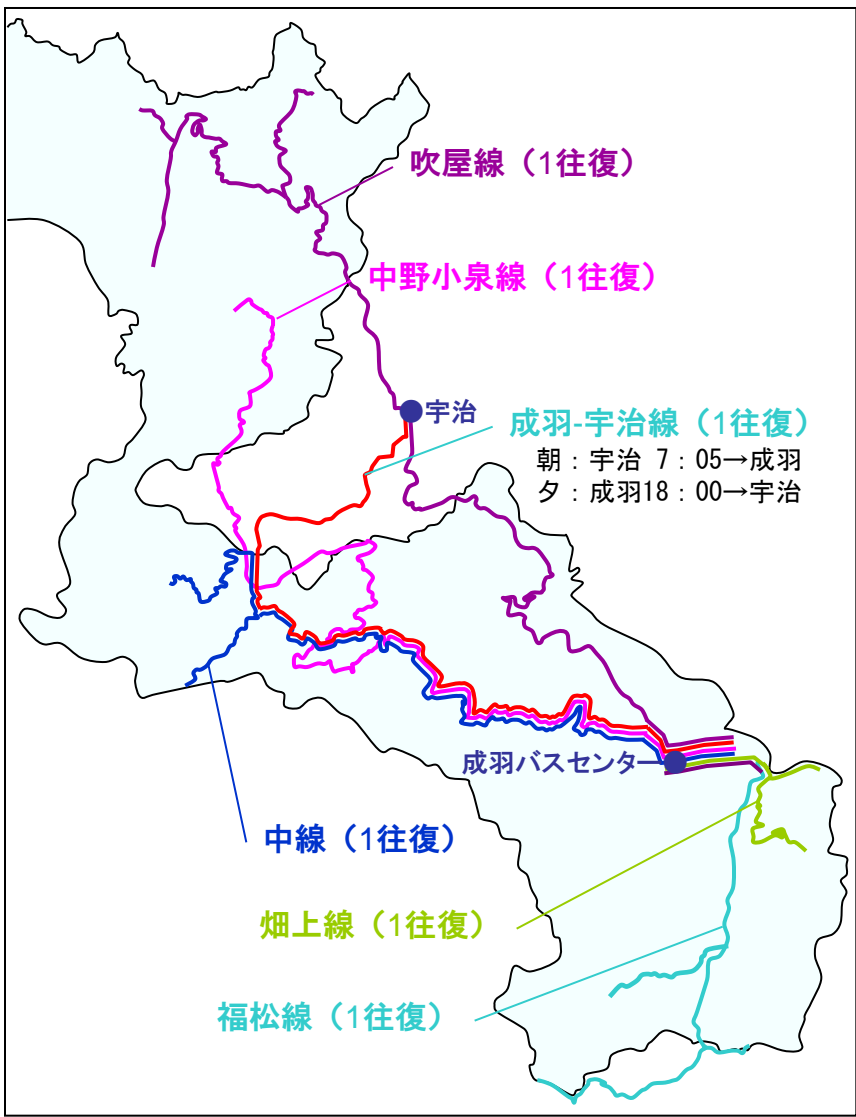 吹屋線（1往復）
中野小泉線（1往復）
宇治
成羽-宇治線（1往復）
朝：宇治 7：05→成羽
夕：成羽18：00→宇治
成羽バスセンター
中線（1往復）
畑上線（1往復）
福松線（1往復）